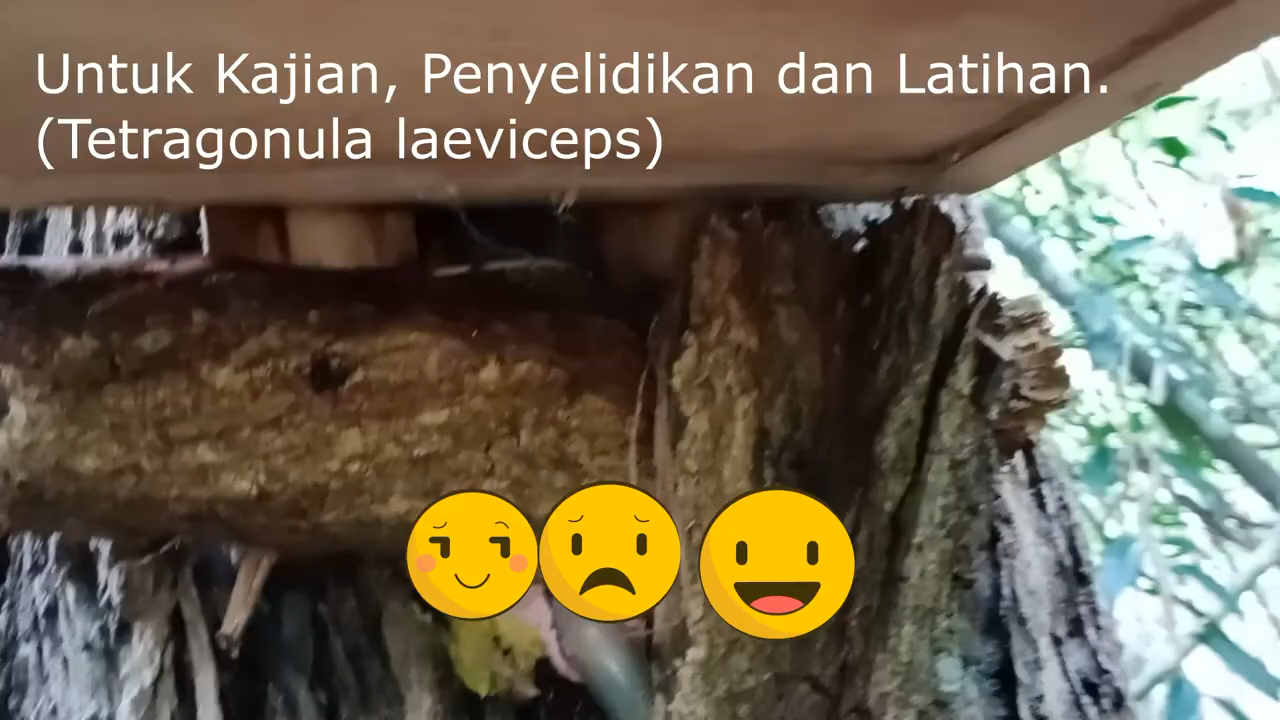 Untuk Kajian, Penyelidikan dan Latihan.
(Tetragonula laeviceps)